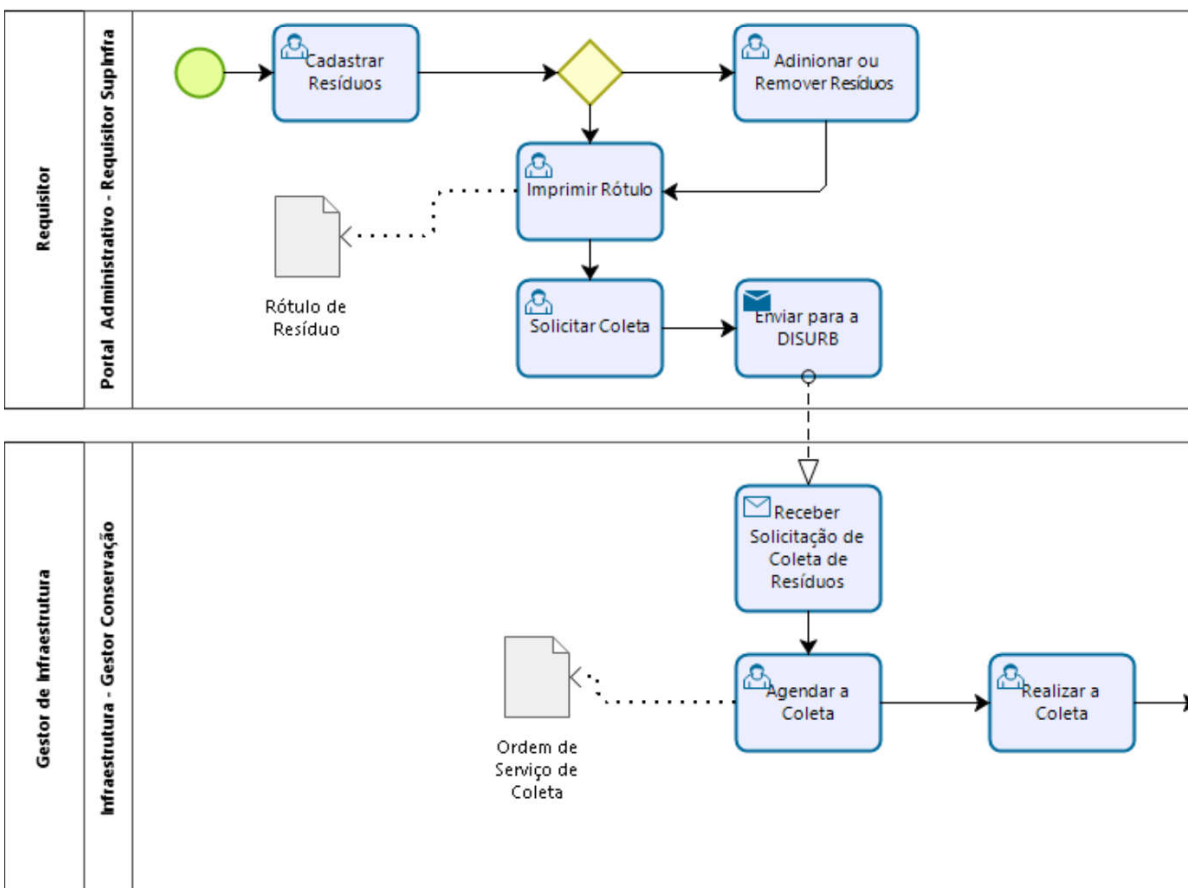 Requisitor
Portal Administrativo - Requisitor SupInfra
Cadastrar
Resíduos
Adinionar ou
Remover Resíduos
Imprimir Rótulo
Rótulo de
Resíduo
Solicitar Coleta
Enviar para a
DISURB
Gestor de Infraestrutura
Infraestrutura - Gestor Conservação
Receber
Solicitação de
Coleta de
Resíduos
Ordem de
Serviço de
Coleta
Agendar a
Coleta
Realizar a
Coleta